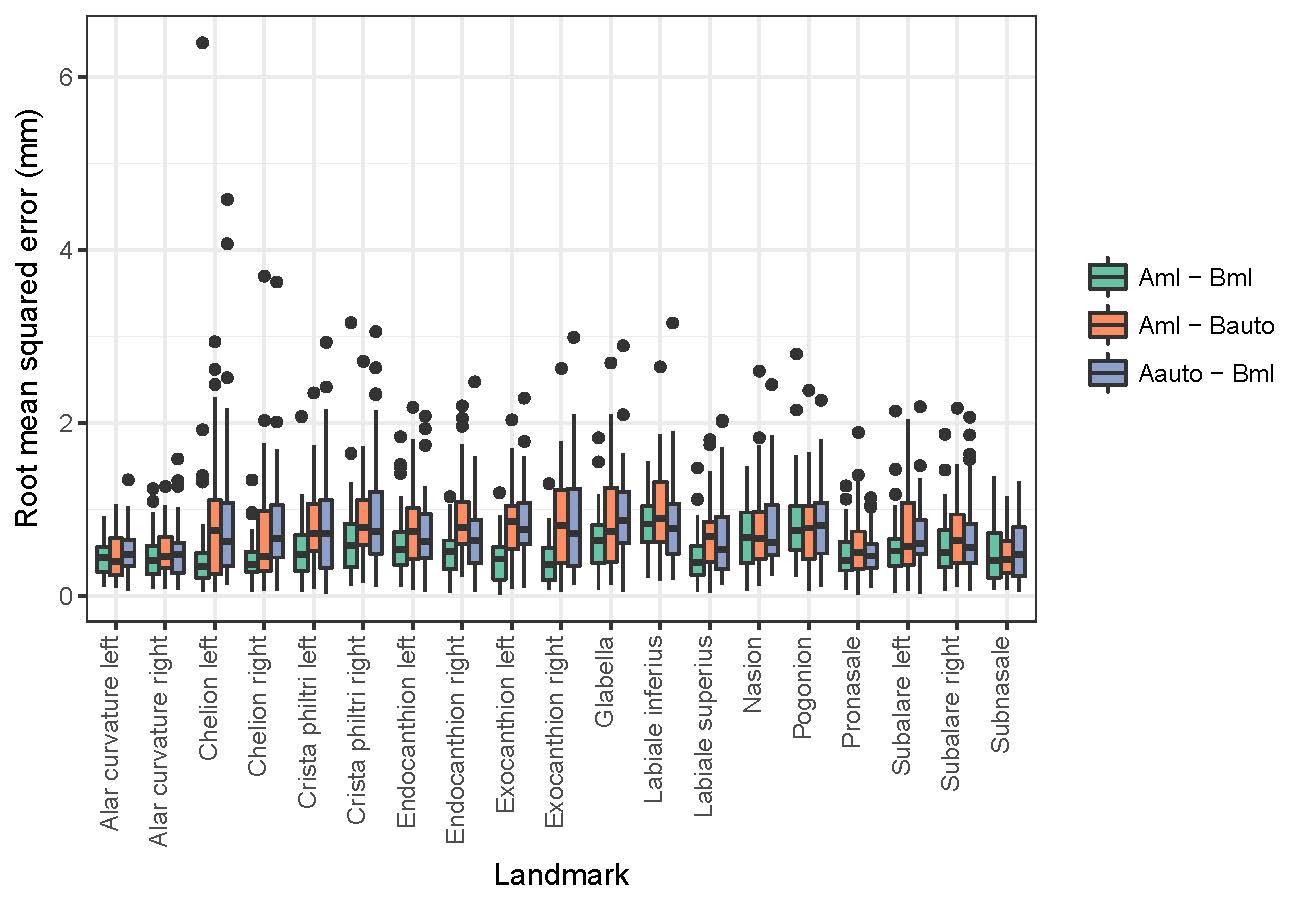 Root mean squared error (mm)
6
4
2
0
Alar curvature left
Alar curvature right
Chelion left
Chelion right
Crista philtri left
Crista philtri right
Endocanthion left
Endocanthion right
Exocanthion left
Exocanthion right
Glabella
Labiale inferius
Labiale superius
Nasion
Pogonion
Pronasale
Subalare left
Subalare right
Subnasale
Landmark
Aml − Bml
Aml − Bauto
Aauto − Bml